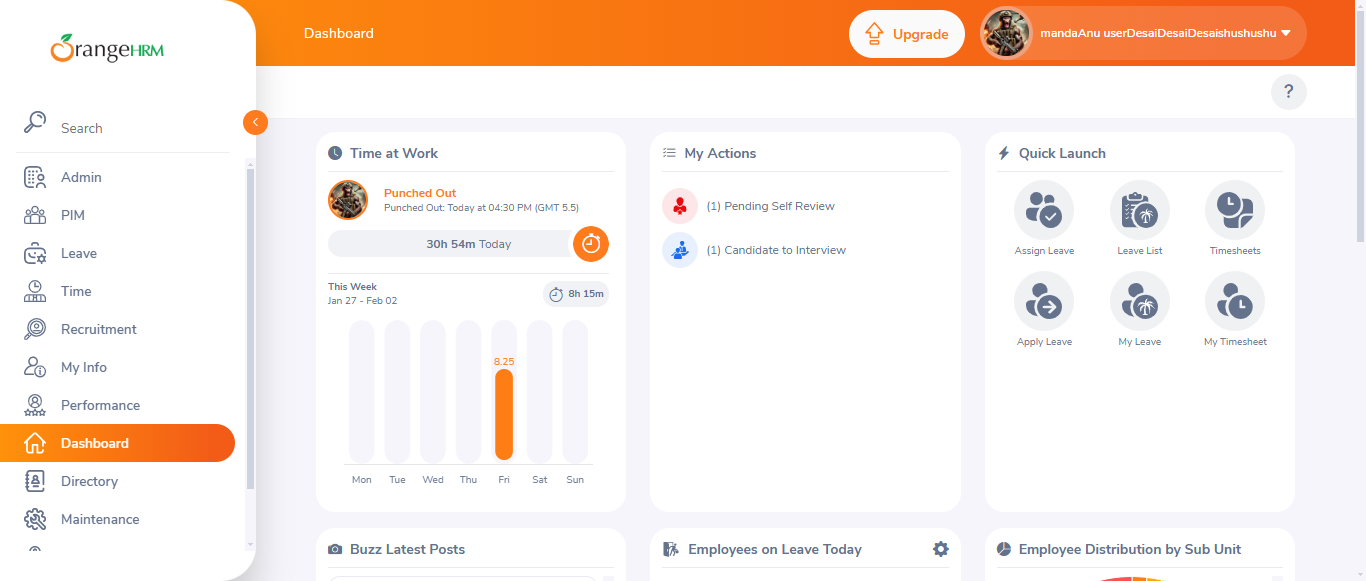 OrangeHRM
Dashboard
Upgrade
mandaAnu userDesaiDesaiDesaishushushu
?
Search
Admin
PIM
Leave
Time
Recruitment
My Info
Performance
Dashboard
Directory
Maintenance
Time at Work
Punched Out
Punched Out: Today at 04:30 PM (GMT 5.5)
30h 54m Today
This Week
Jan 27 - Feb 02
8h 15m
8.25
Mon Tue Wed Thu Fri Sat Sun
My Actions
(1) Pending Self Review
(1) Candidate to Interview
Quick Launch
Assign Leave Leave List Timesheets
Apply Leave My Leave My Timesheet
Buzz Latest Posts
Employees on Leave Today
Employee Distribution by Sub Unit